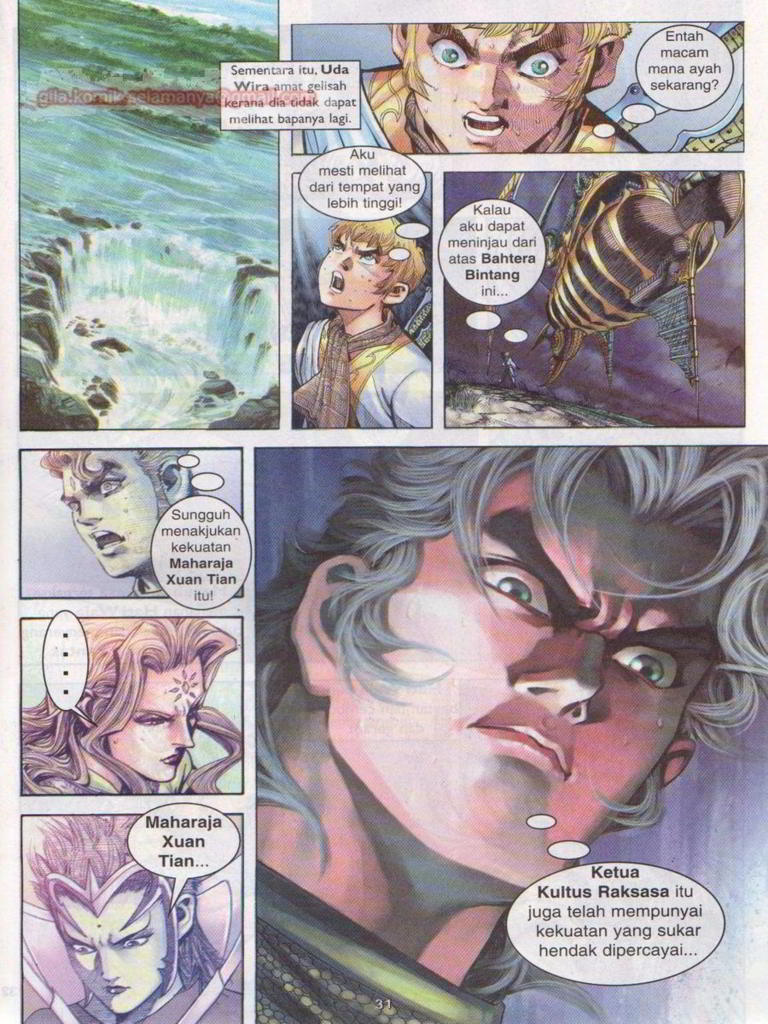 Sementara itu, Uda
Wira amat gelisah
kerana dia tidak dapat
melihat bapanya lagi.
Entah
macam
mana ayah
sekarang?
Aku
mesti melihat
dari tempat yang
lebih tinggi!
Kalau
aku dapat
meninjau dari
atas Bahtera
Bintang
ini...
Sungguh
menakjukan
kekuatan
Maharaja
Xuan Tian
itu!
....
Maharaja
Xuan
Tian...
Ketua
Kultus Raksasa itu
juga telah mempunyai
kekuatan yang sukar
hendak dipercayai...
31